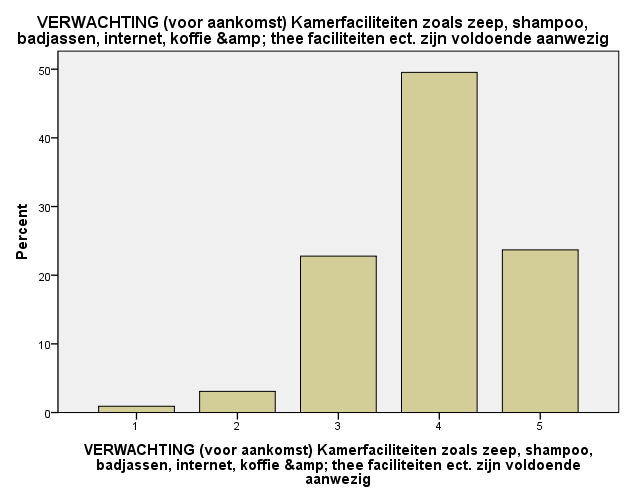 VERWACHTING (voor aankomst) Kamerfaciliteiten zoals zeep, shampoo,
badjassen, internet, koffie &amp; thee faciliteiten ect. zijn voldoende aanwezig
50
40
30
20
10
0
Percent
1 2 3 4 5
VERWACHTING (voor aankomst) Kamerfaciliteiten zoals zeep, shampoo,
badjassen, internet, koffie &amp; thee faciliteiten ect. zijn voldoende
aanwezig